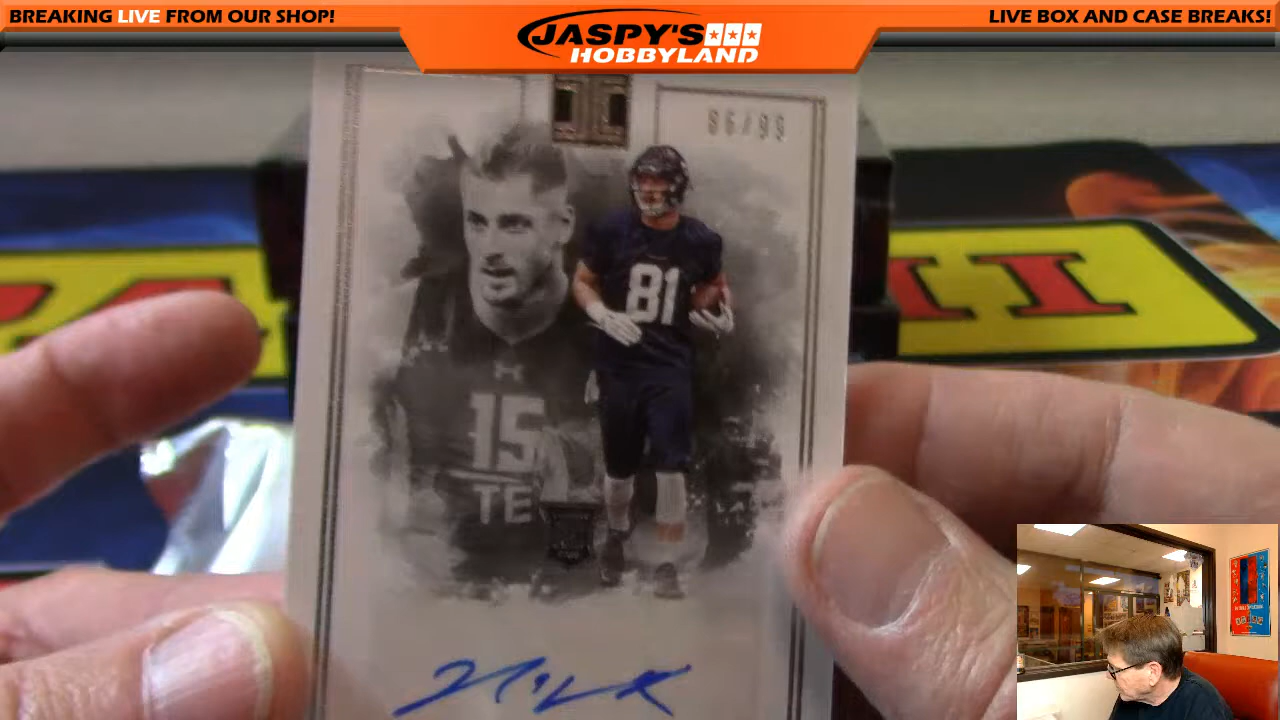 BREAKING LIVE FROM OUR SHOP!
JASPY'S
HOBBYLAND
LIVE BOX AND CASE BREAKS!
86/99
81
15
TE